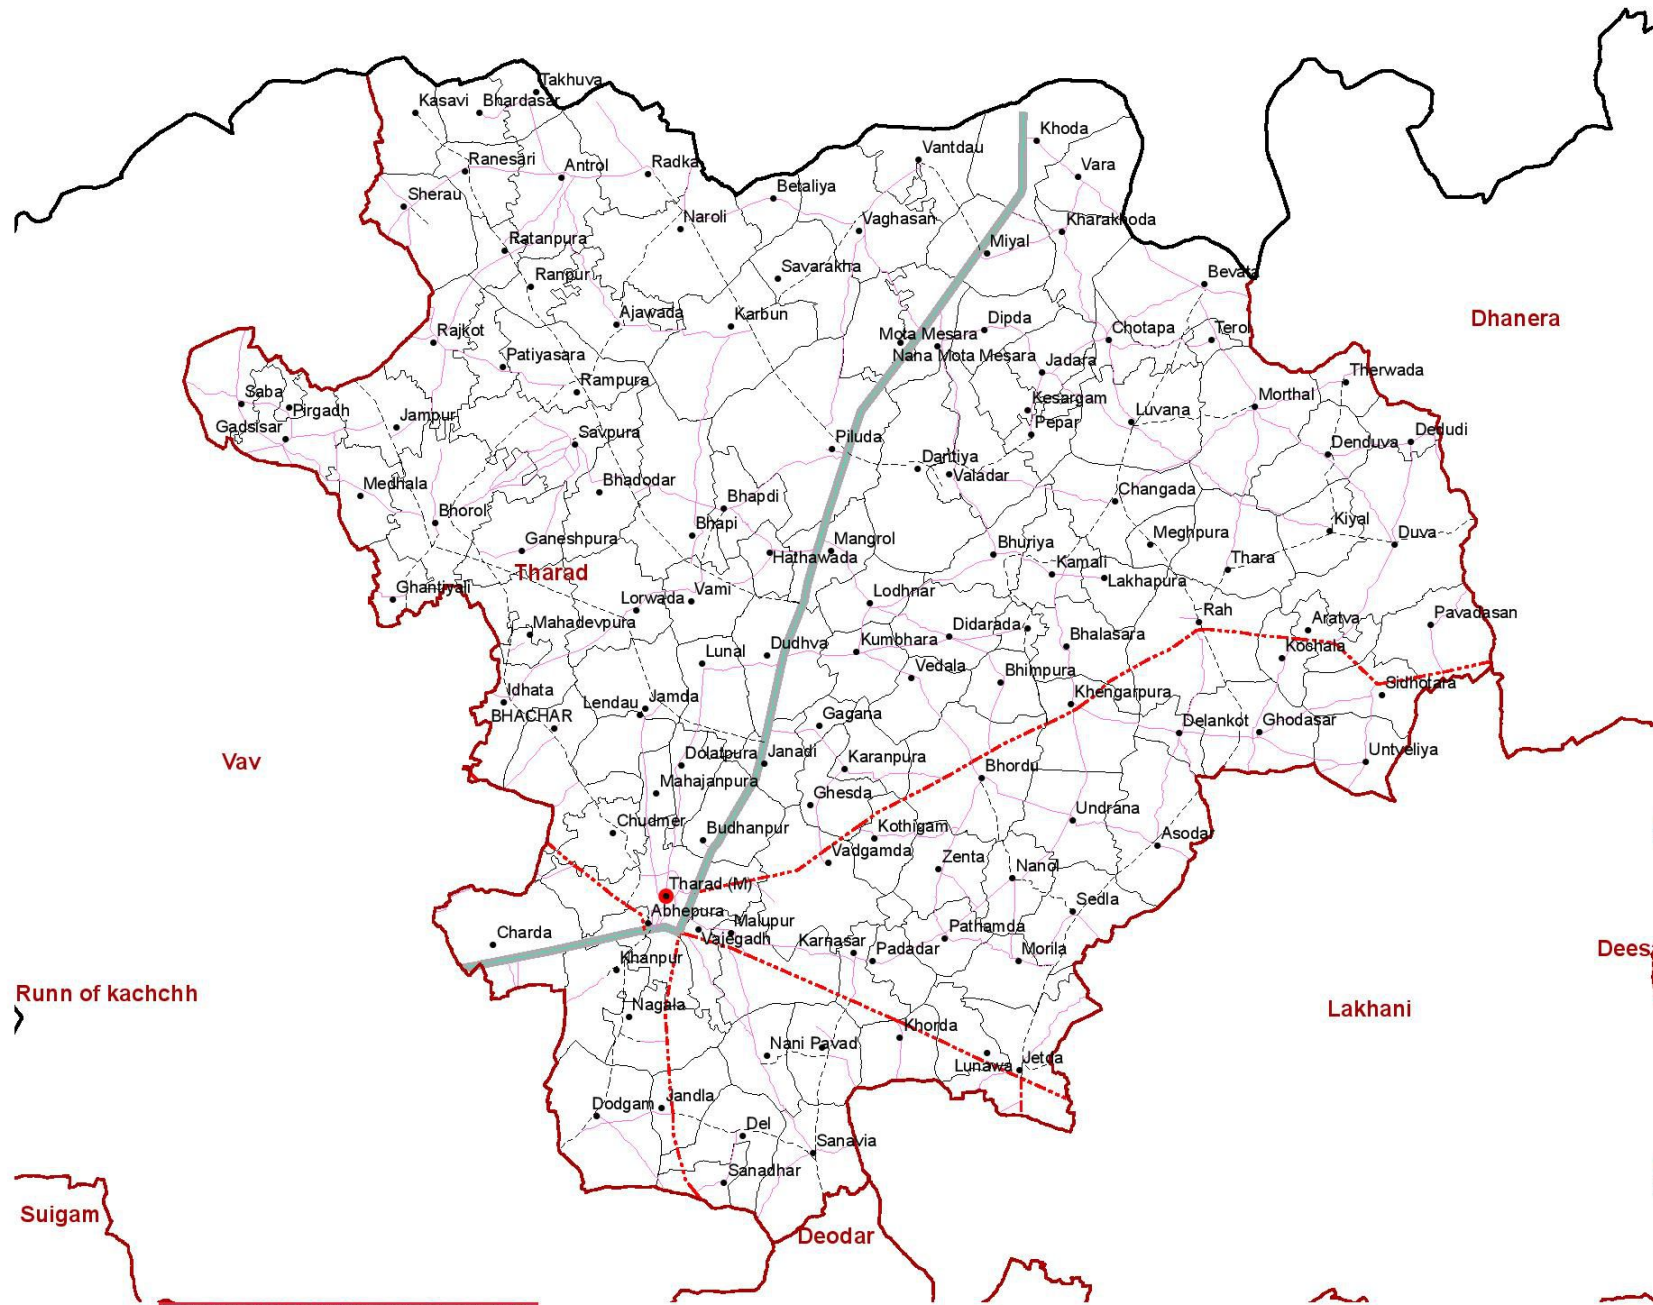 Takhuva
Kasavi
Bhardasar
Khoda
Vantdau
Ranesari
Antrol
Radka
Vara
Sherau
Betaliya
Naroli
Vaghasan
Kharakhoda
Ratanpura
Miyal
Ranpur
Savarakha
Bevata
Ajawada
Karbun
Dipda
Dhanera
Rajkot
Mota Mesara
Chotapa
Terol
Patiyasara
Nana Mota Mesara
Jadara
Rampura
Therwada
Saba
Pirgadh
Jampur
Kesargam
Luvana
Morthal
Gadsisar
Savpura
Piluda
Pepar
Denduva
Dedudi
Dantiya
Valadar
Medhala
Bhadodar
Bhapdi
Changada
Bhorol
Bhapi
Kiyal
Duva
Ganeshpura
Hathawada
Mangrol
Bhuriya
Meghpura
Tharad
Kamali
Lakhapura
Thara
Ghantiyali
Lorwada
Vami
Lodhnar
Mahadevpura
Didarada
Rah
Aratva
Pavadasan
Lunal
Dudhva
Kumbhara
Bhalasara
Kochala
Vedala
Bhimpura
Idhata
Lendau
Jamda
Khengarpura
Sidhotara
BHACHAR
Gagana
Delankot
Ghodasar
Vav
Dolatpura
Janadi
Karanpura
Untveliya
Mahajanpura
Bhordu
Ghesda
Chudmer
Budhanpur
Kothigam
Undrana
Asodar
Vadgamda
Zenta
Nanol
Tharad (M)
Sedla
Abhepura
Malupur
Charda
Vajegadh
Karnasar
Padadar
Pathamda
Morila
Dees
Khanpur
Runn of kachchh
Nagala
Lakhani
Khorda
Nani Pavad
Lunawa
Jetda
Dodgam
Jandla
Del
Sanavia
Sanadhar
Suigam
Deodar